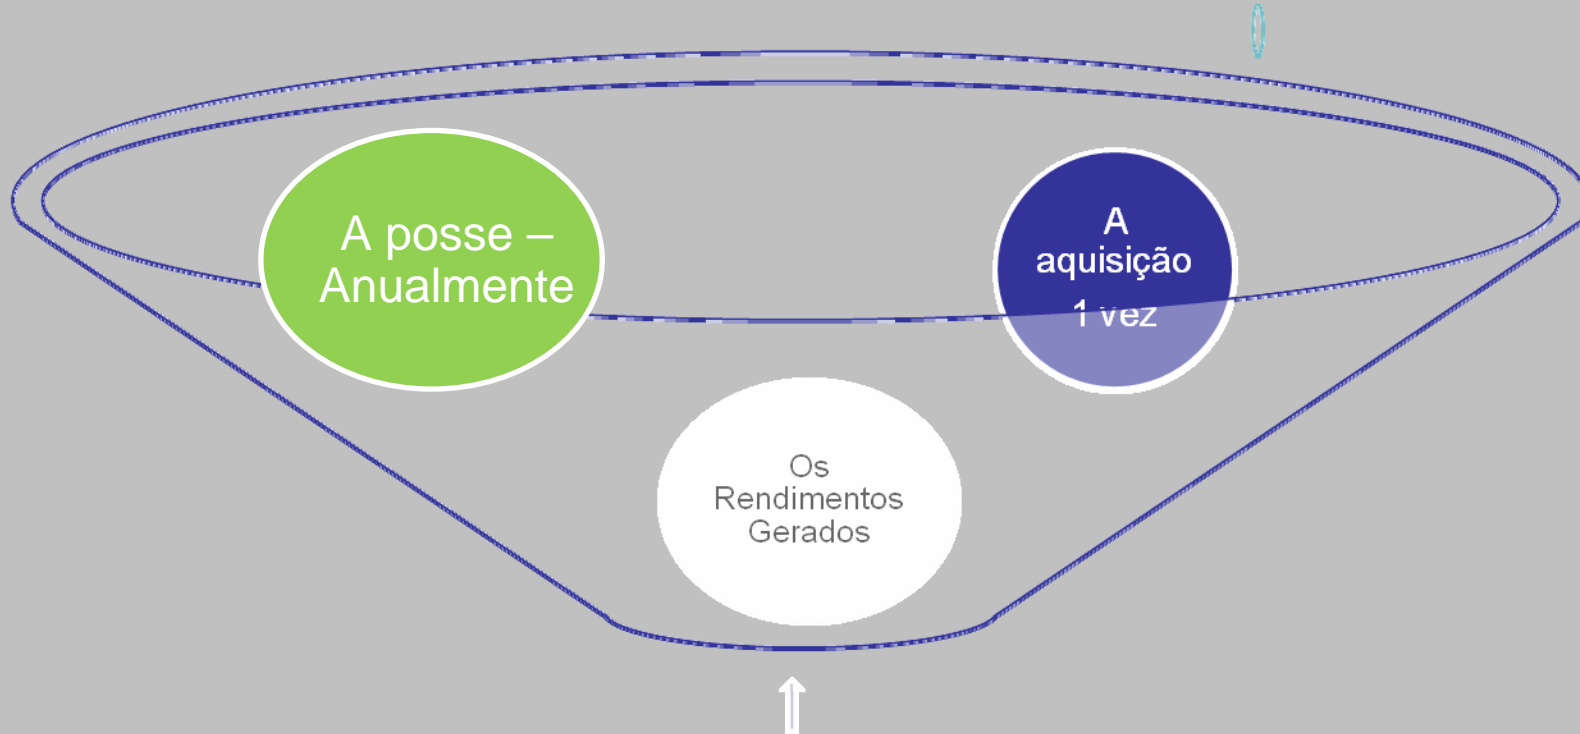 A posse –
Anualmente
A
aquisição
1 vez
Os
Rendimentos
Gerados